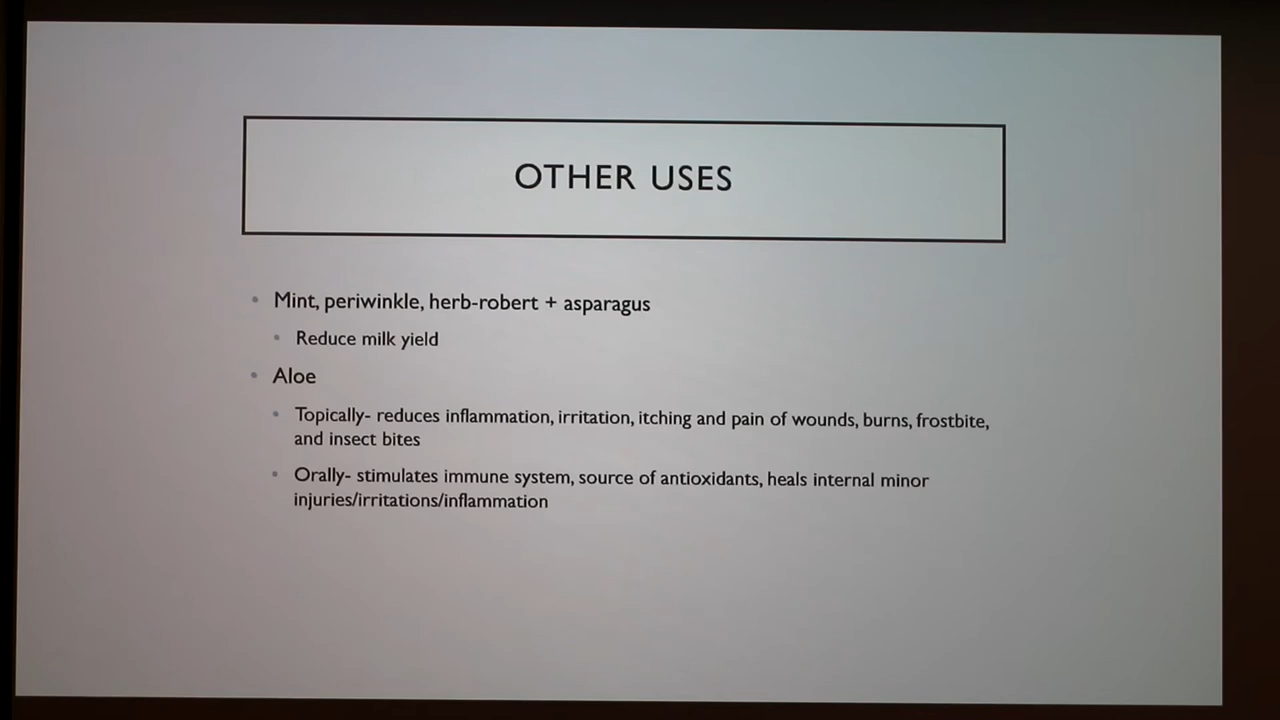 OTHER USES
• Mint, periwinkle, herb-robert + asparagus
• Reduce milk yield
• Aloe
• Topically- reduces inflammation, irritation, itching and pain of wounds, burns, frostbite,
and insect bites
• Orally- stimulates immune system, source of antioxidants, heals internal minor
injuries/irritations/inflammation